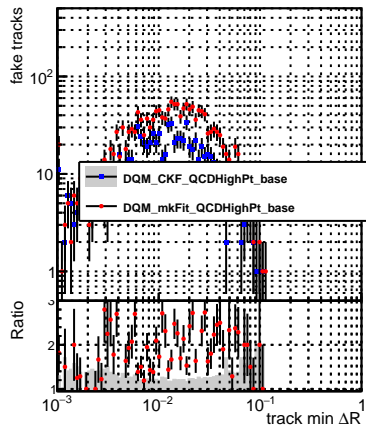 fake tracks
10²
10
1
DQM_CKF_QCDHighPt_base
DQM_mkFit_QCDHighPt_base
Ratio
3
2
1
10⁻³
10⁻²
10⁻¹
1
track min ΔR